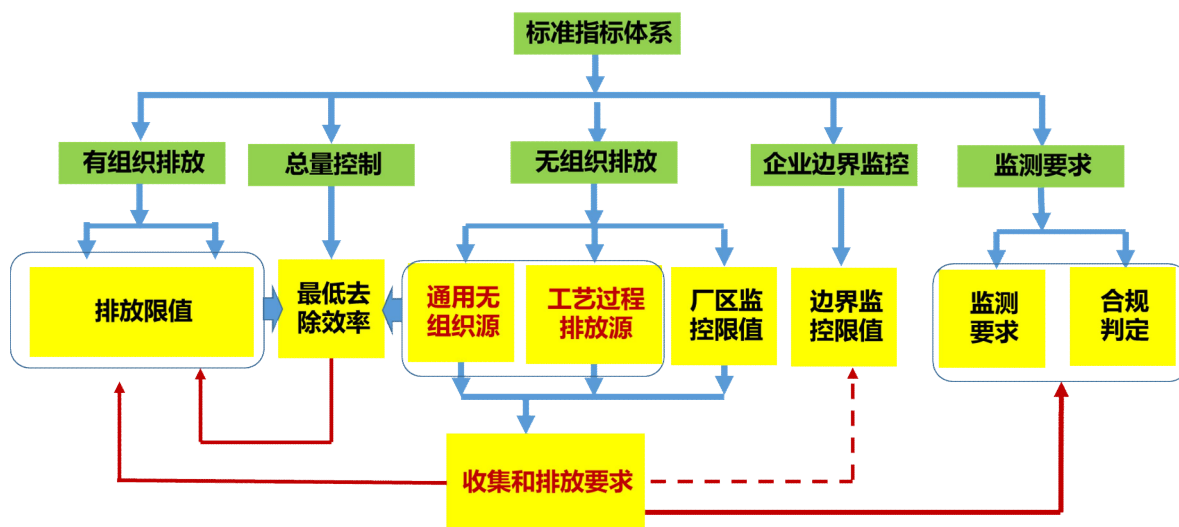 标准指标体系
有组织排放
总量控制
无组织排放
企业边界监控
监测要求
排放限值
最低去
除效率
通用无
组织源
工艺过程
排放源
厂区监
控限值
边界监
控限值
监测
要求
合规
判定
收集和排放要求